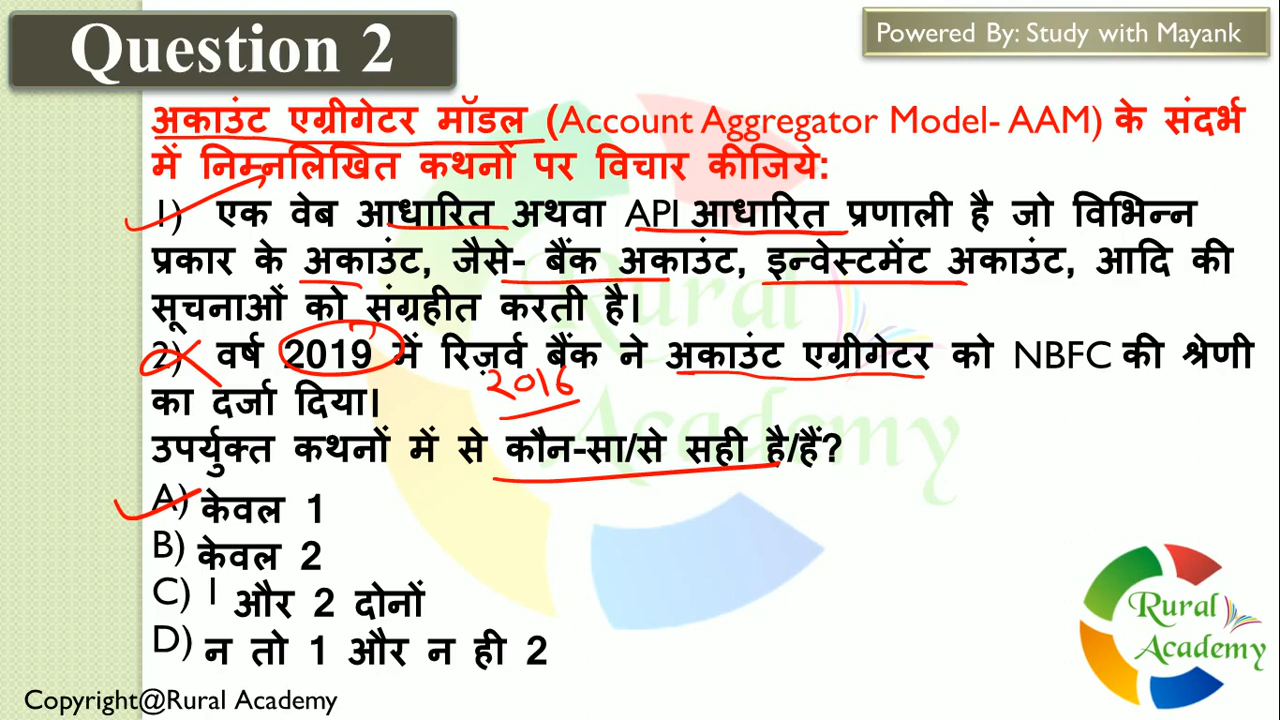 Question 2
Powered By: Study with Mayank
अकाउंट एग्रीगेटर मॉडल (Account Aggregator Model- AAM) के संदर्भ
में निम्नलिखित कथनों पर विचार कीजिये:
1) एक वेब आधारित अथवा API आधारित प्रणाली है जो विभिन्न
प्रकार के अकाउंट, जैसे- बैंक अकाउंट, इन्वेस्टमेंट अकाउंट, आदि की
सूचनाओं को संग्रहीत करती है।
2) वर्ष 2019 में रिज़र्व बैंक ने अकाउंट एग्रीगेटर को NBFC की श्रेणी
2016
का दर्जा दिया।
उपर्युक्त कथनों में से कौन-सा/से सही है/हैं?
A) केवल 1
B) केवल 2
C) 1 और 2 दोनों
D) न तो 1 और न ही 2
Rural
Academy
Rural
Academy
Copyright@Rural Academy